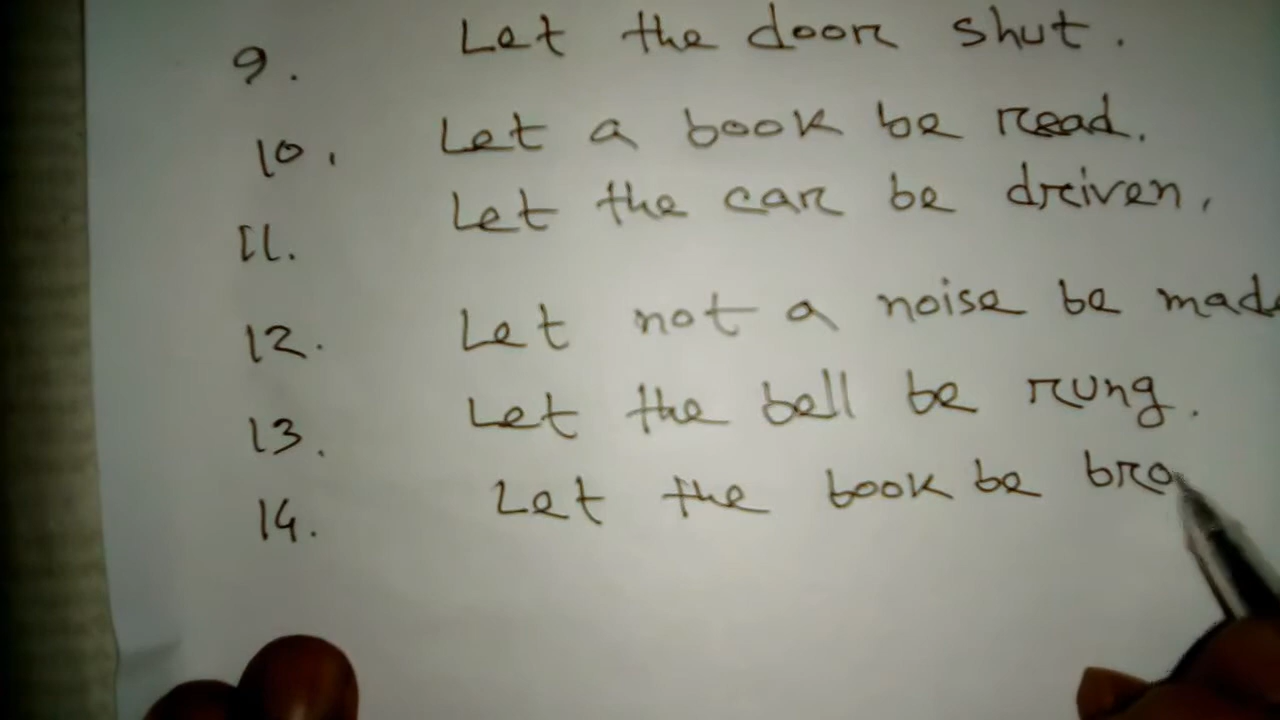 9. Let the door shut.
10. Let a book be read.
11. Let the car be driven.
12. Let not a noise be made
13. Let the bell be rung.
14. Let the book be bro